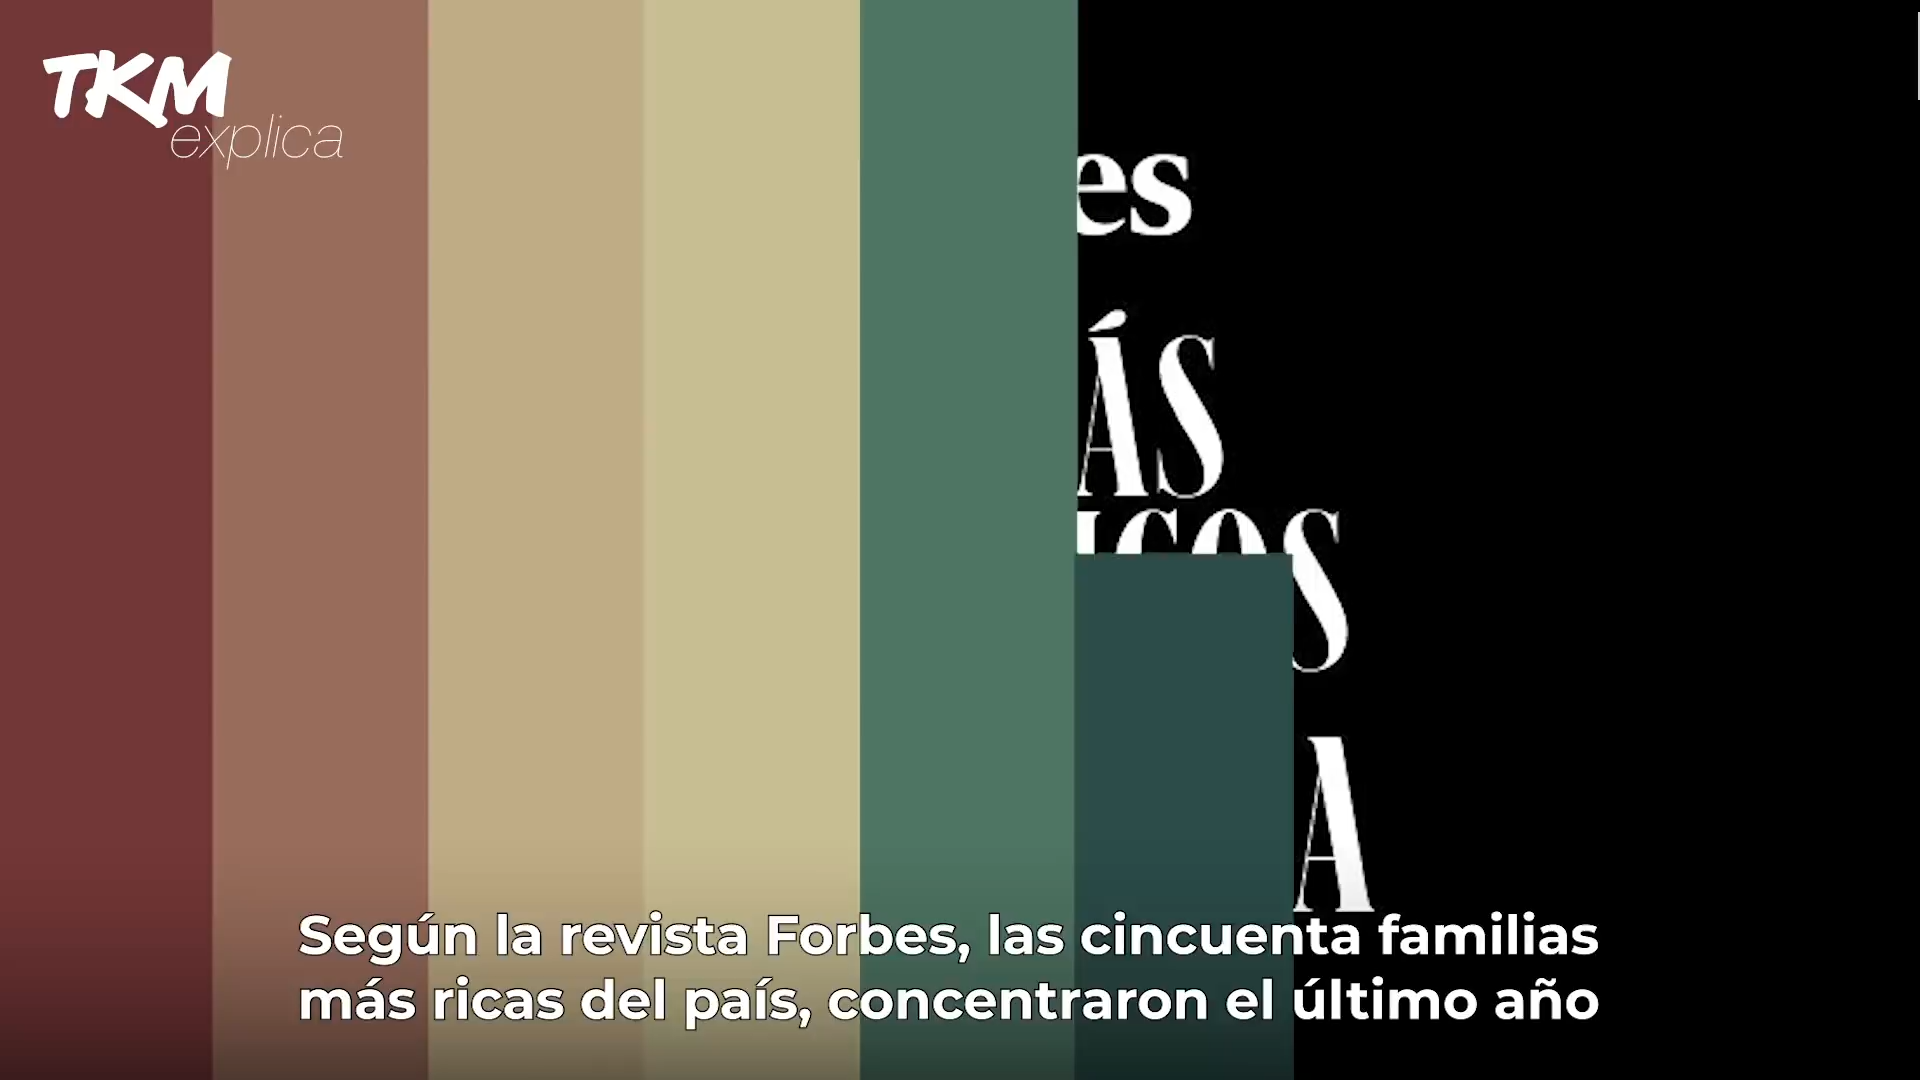 TKM
explica
es
ÁS
ICOS
A
Según la revista Forbes, las cincuenta familias
más ricas del país, concentraron el último año